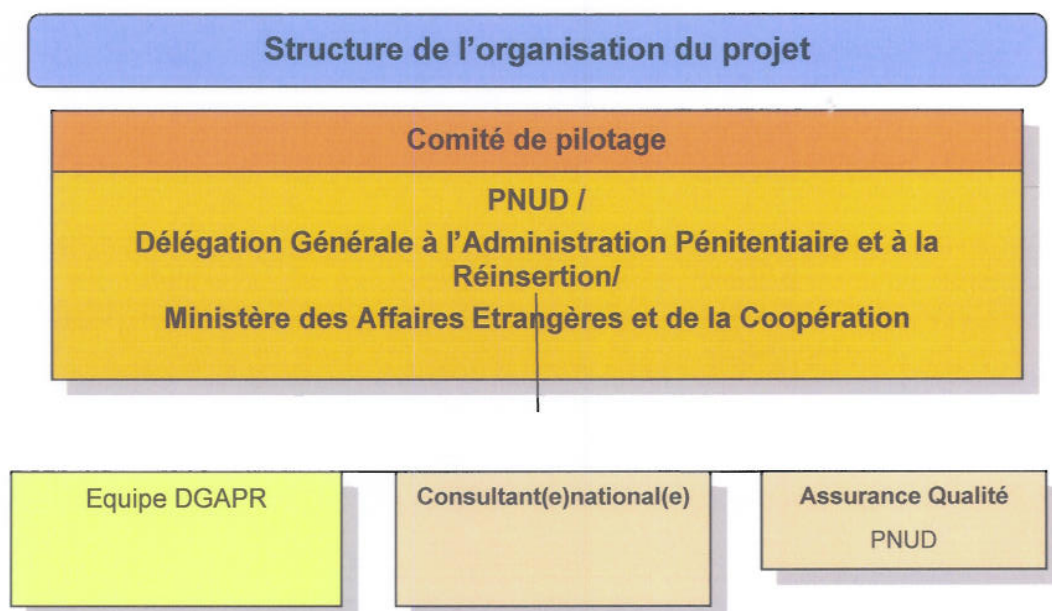 Structure de l'organisation du projet
Comité de pilotage
PNUD /
Délégation Générale à l'Administration Pénitentiaire et à la
Réinsertion/
Ministère des Affaires Etrangères et de la Coopération
Equipe DGAPR
Consultant(e)national(e)
Assurance Qualité
PNUD